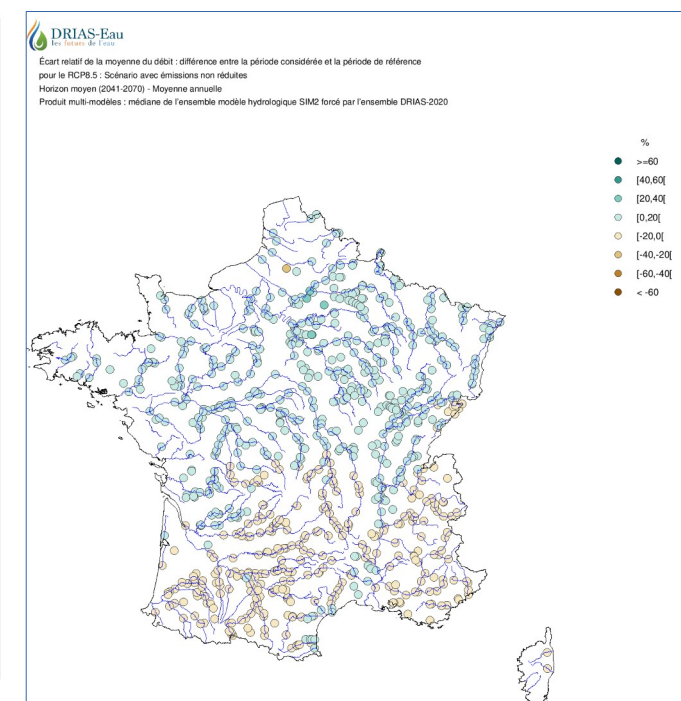 DRIAS-Eau
les futurs de l'eau
Écart relatif de la moyenne du débit : différence entre la période considérée et la période de référence
pour le RCP8.5 : Scénario avec émissions non réduites
Horizon moyen (2041-2070) - Moyenne annuelle
Produit multi-modèles : médiane de l'ensemble modèle hydrologique SIM2 forcé par l'ensemble DRIAS-2020
%
>=60
[40,60[
[20,40[
[0,20[
[-20,0[
[-40,-20[
[-60,-40[
< -60